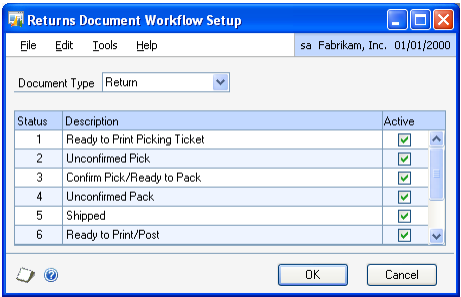 Returns Document Workflow Setup
File Edit Tools Help sa Fabrikam, Inc. 01/01/2000
Document Type Return
Status Description Active
1 Ready to Print Picking Ticket
2 Unconfirmed Pick
3 Confirm Pick/Ready to Pack
4 Unconfirmed Pack
5 Shipped
6 Ready to Print/Post
OK Cancel